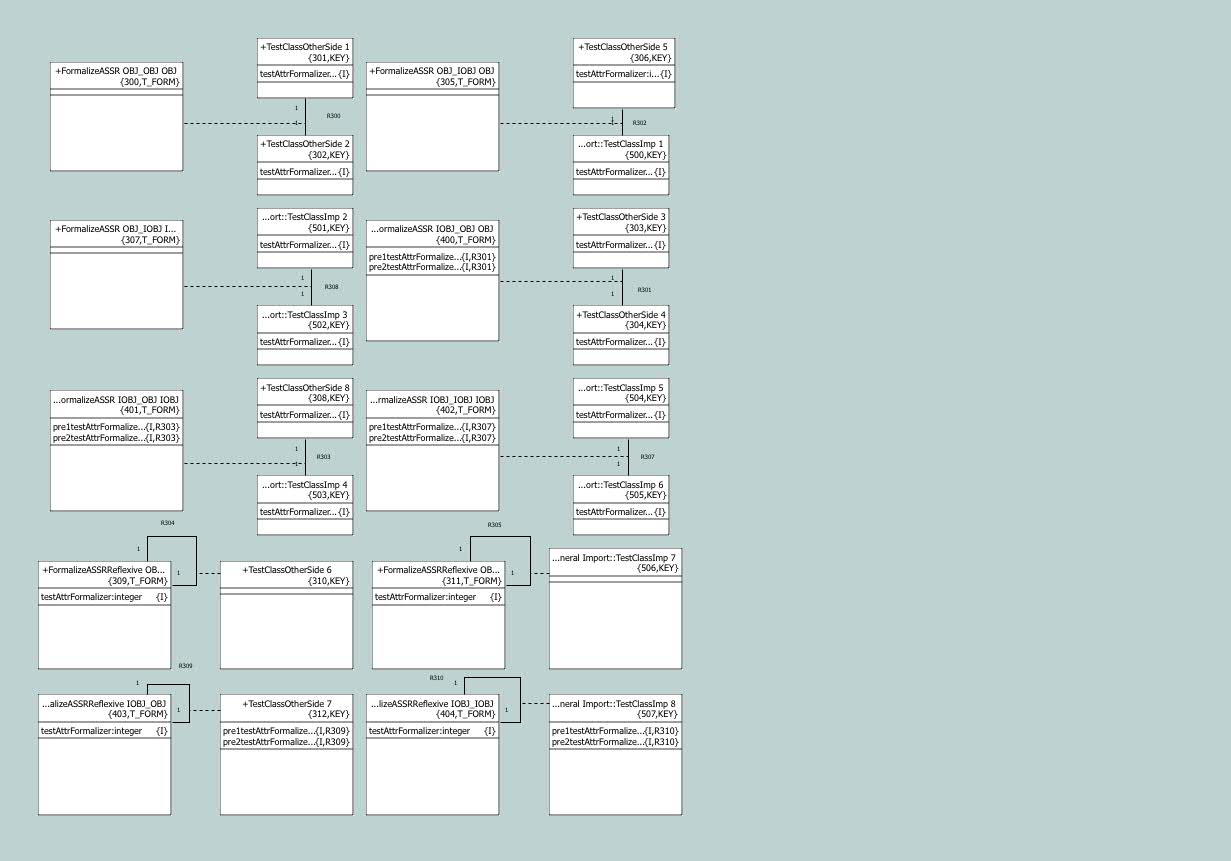 +FormalizeASSR OBJ_OBJ OBJ
{300,T_FORM}
+TestClassOtherSide 1
{301,KEY}
testAttrFormalizer... {I}
1
1
R300
+TestClassOtherSide 2
{302,KEY}
testAttrFormalizer... {I}
+FormalizeASSR OBJ_IOBJ OBJ
{305,T_FORM}
+TestClassOtherSide 5
{306,KEY}
testAttrFormalizer:i... {I}
1
1
R302
...ort::TestClassImp 1
{500,KEY}
testAttrFormalizer... {I}
+FormalizeASSR OBJ_IOBJ I...
{307,T_FORM}
...ort::TestClassImp 2
{501,KEY}
testAttrFormalizer... {I}
1
1
R308
...ort::TestClassImp 3
{502,KEY}
testAttrFormalizer... {I}
...ormalizeASSR IOBJ_OBJ OBJ
{400,T_FORM}
pre1testAttrFormalize...{I,R301}
pre2testAttrFormalize...{I,R301}
+TestClassOtherSide 3
{303,KEY}
testAttrFormalizer... {I}
1
1
R301
+TestClassOtherSide 4
{304,KEY}
testAttrFormalizer... {I}
...ormalizeASSR IOBJ_OBJ IOBJ
{401,T_FORM}
pre1testAttrFormalize...{I,R303}
pre2testAttrFormalize...{I,R303}
+TestClassOtherSide 8
{308,KEY}
testAttrFormalizer... {I}
1
1
R303
...ort::TestClassImp 4
{503,KEY}
testAttrFormalizer... {I}
...rmalizeASSR IOBJ_IOBJ IOBJ
{402,T_FORM}
pre1testAttrFormalize...{I,R307}
pre2testAttrFormalize...{I,R307}
...ort::TestClassImp 5
{504,KEY}
testAttrFormalizer... {I}
1
1
R307
...ort::TestClassImp 6
{505,KEY}
testAttrFormalizer... {I}
R304
1
1
+FormalizeASSRReflexive OB...
{309,T_FORM}
testAttrFormalizer:integer {I}
+TestClassOtherSide 6
{310,KEY}
R305
1
1
+FormalizeASSRReflexive OB...
{311,T_FORM}
testAttrFormalizer:integer {I}
...neral Import::TestClassImp 7
{506,KEY}
R309
1
1
...alizeASSRReflexive IOBJ_OBJ
{403,T_FORM}
testAttrFormalizer:integer {I}
+TestClassOtherSide 7
{312,KEY}
pre1testAttrFormalize...{I,R309}
pre2testAttrFormalize...{I,R309}
R310
1
1
...lizeASSRReflexive IOBJ_IOBJ
{404,T_FORM}
testAttrFormalizer:integer {I}
...neral Import::TestClassImp 8
{507,KEY}
pre1testAttrFormalize...{I,R310}
pre2testAttrFormalize...{I,R310}